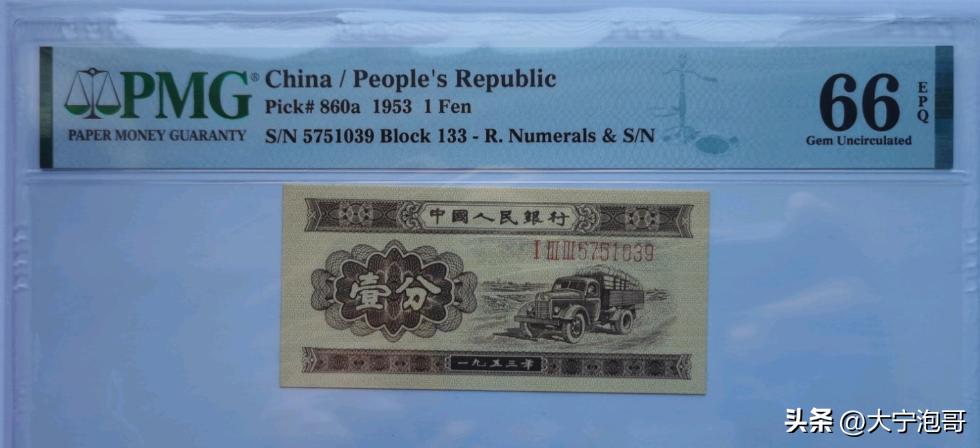 PMG®
PAPER MONEY GUARANTY
China / People's Republic
Pick# 860a 1953 1 Fen
S/N 5751039 Block 133 - R. Numerals & S/N
66 EPQ
Gem Uncirculated
中國人民銀行
I III III 5751039
壹分
一九五三年
头条 @大宁泡哥